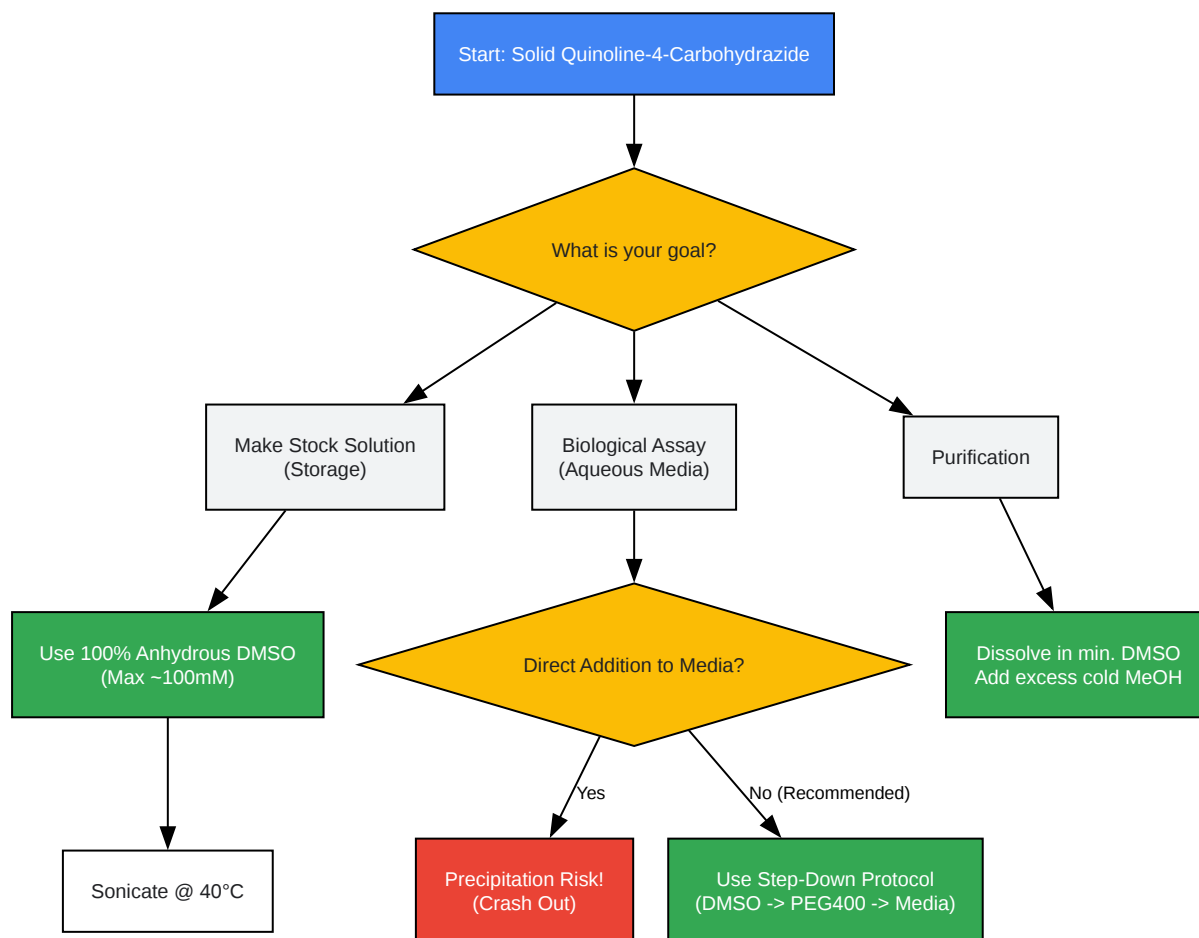 Start: Solid Quinoline-4-Carbohydrazide
What is your goal?
Make Stock Solution
(Storage)
Biological Assay
(Aqueous Media)
Purification
Use 100% Anhydrous DMSO
(Max ~100mM)
Direct Addition to Media?
Dissolve in min. DMSO
Add excess cold MeOH
Yes
No (Recommended)
Sonicate @ 40°C
Precipitation Risk!
(Crash Out)
Use Step-Down Protocol
(DMSO -> PEG400 -> Media)